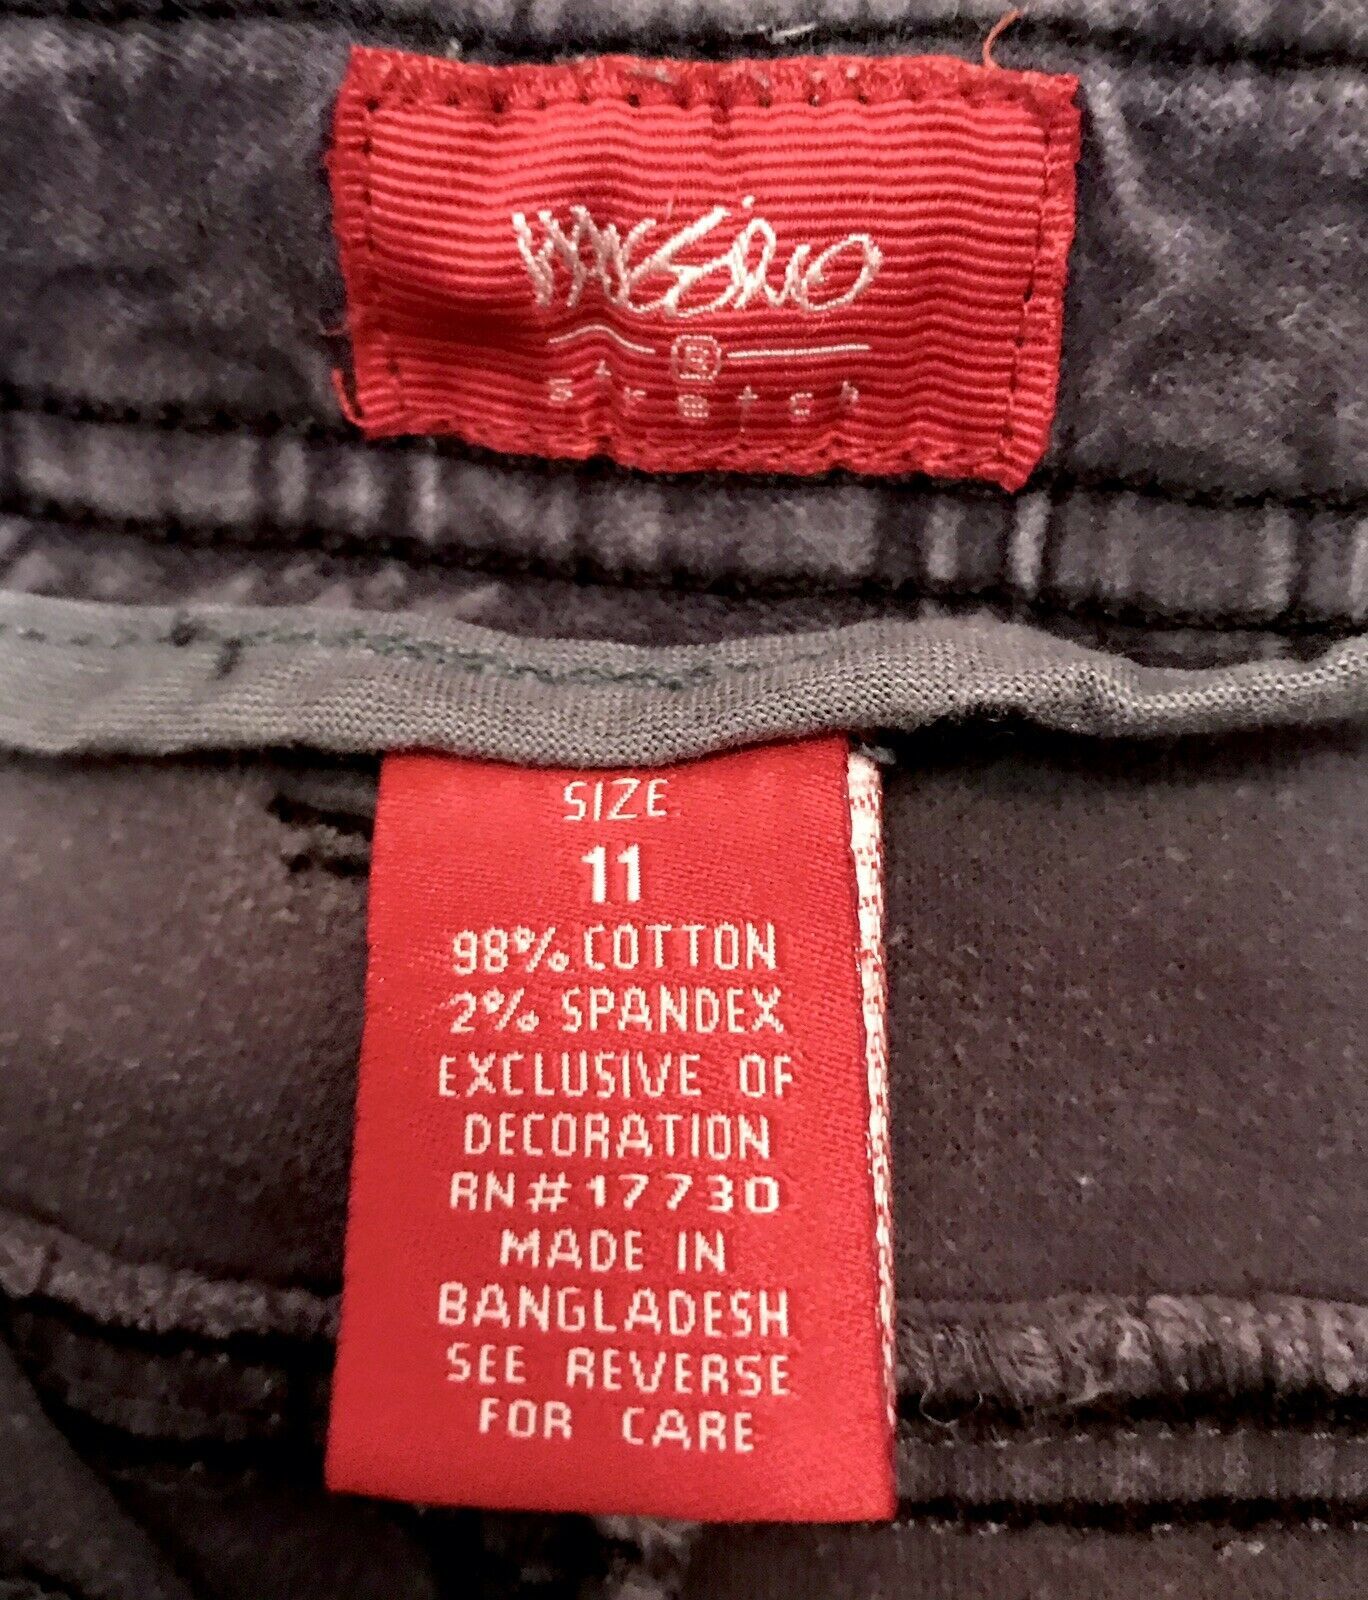 Mossimo
®
stretch
SIZE
11
98% COTTON
2% SPANDEX
EXCLUSIVE OF
DECORATION
RN#17730
MADE IN
BANGLADESH
SEE REVERSE
FOR CARE